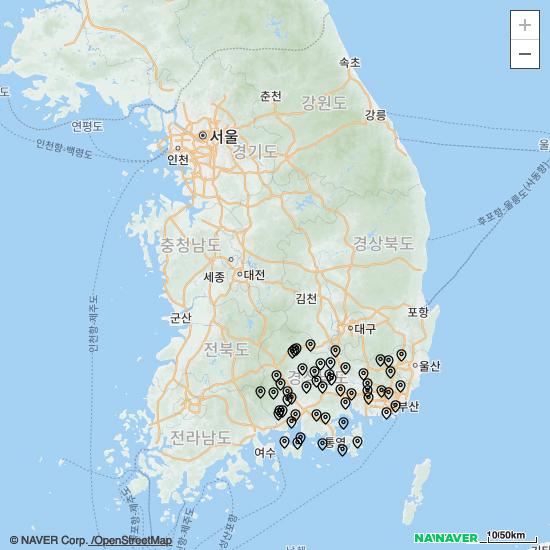 속초
춘천
강원도
도
강릉
연평도
서울
울
경기도
인천
인천항-백령도
후포항-울릉도(사동항)
충청남도
경상북도
세종
대전
김천
인천항-제주도
군산
포항
대구
전북도
울산
부산
전라남도
여수
통영
© NAVER Corp. /OpenStreetMap
NAVER
10/50km